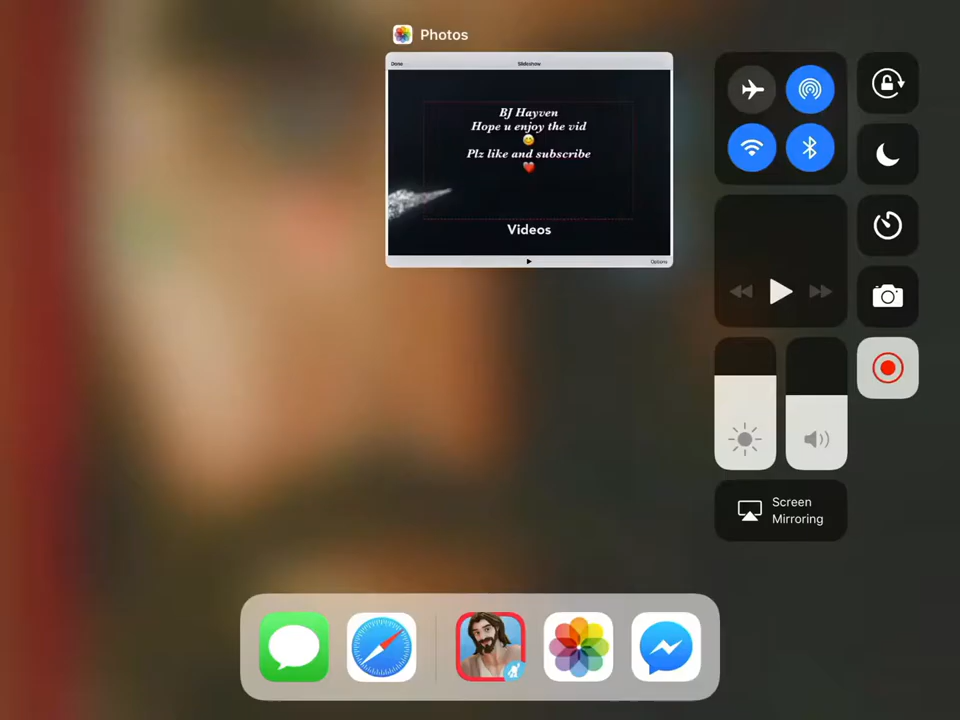 Photos
Done
Slideshow
BJ Hayven
Hope u enjoy the vid
😊
Plz like and subscribe
❤️
Videos
Options
Screen
Mirroring